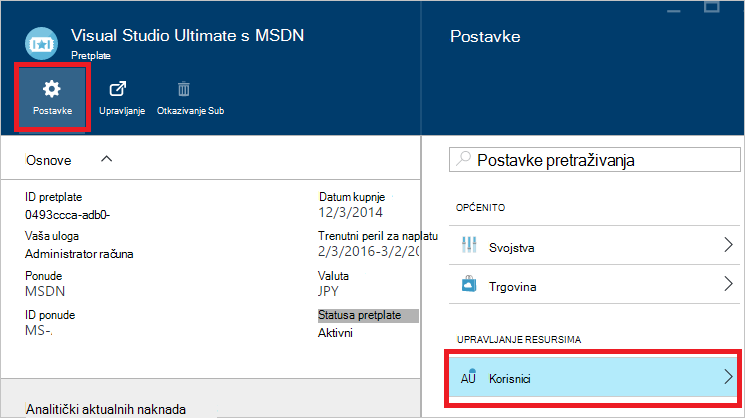 Visual Studio Ultimate s MSDN
Pretplate
Postavke
Upravljanje
Otkazivanje Sub
Osnove
ID pretplate
0493ccca-adb0-
Datum kupnje
12/3/2014
Vaša uloga
Administrator računa
Trenutni peril za naplatu
2/3/2016-3/2/20
Ponude
MSDN
Valuta
JPY
ID ponude
MS-.
Statusa pretplate
Aktivni
Analitički aktualnih naknada
Postavke
Postavke pretraživanja
OPĆENITO
Svojstva
Trgovina
UPRAVLJANJE RESURSIMA
AU Korisnici